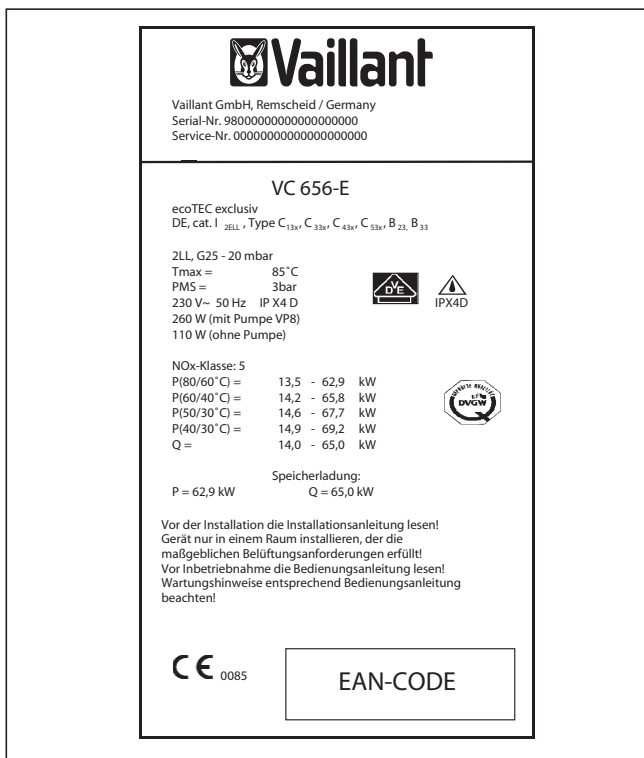 Vaillant
Vaillant GmbH, Remscheid / Germany
Serial-Nr. 98000000000000000000
Service-Nr. 00000000000000000000
VC 656-E
ecoTEC exclusiv
DE, cat. I 2ELL , Type C13x, C 33x, C 43x, C 53x, B 23, B 33
2LL, G25 - 20 mbar
Tmax = 85˚C
PMS = 3bar
230 V~ 50 Hz IP X4 D
260 W (mit Pumpe VP8)
110 W (ohne Pumpe)
DVE
IPX4D
NOx-Klasse: 5
P(80/60˚C) = 13,5 - 62,9 kW
P(60/40˚C) = 14,2 - 65,8 kW
P(50/30˚C) = 14,6 - 67,7 kW
P(40/30˚C) = 14,9 - 69,2 kW
Q = 14,0 - 65,0 kW
DVGW
Speicherladung:
P = 62,9 kW Q = 65,0 kW
Vor der Installation die Installationsanleitung lesen!
Gerät nur in einem Raum installieren, der die
maßgeblichen Belüftungsanforderungen erfüllt!
Vor Inbetriebnahme die Bedienungsanleitung lesen!
Wartungshinweise entsprechend Bedienungsanleitung
beachten!
CE 0085
EAN-CODE